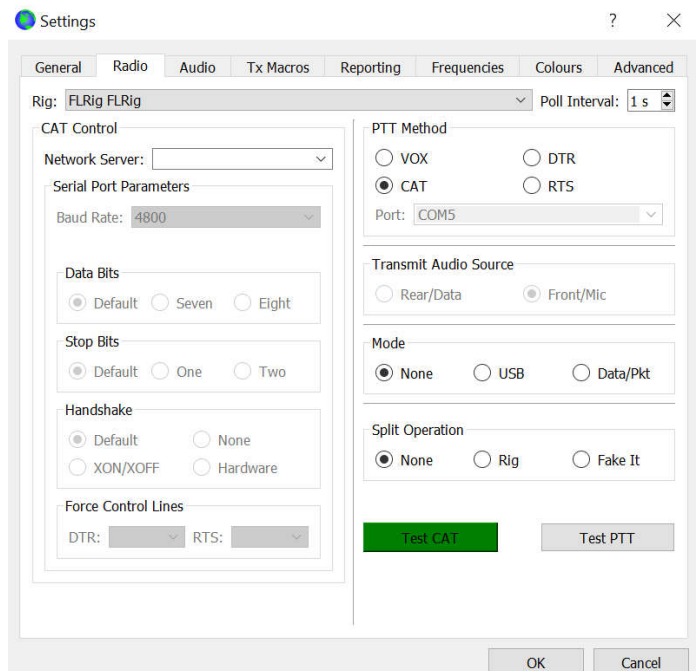 Settings
?
General Radio Audio Tx Macros Reporting Frequencies Colours Advanced
Rig: FLRig FLRig Poll Interval: 1 s
CAT Control
Network Server:
Serial Port Parameters
Baud Rate: 4800
Data Bits
Default Seven Eight
Stop Bits
Default One Two
Handshake
Default None
XON/XOFF Hardware
Force Control Lines
DTR: RTS:
PTT Method
VOX DTR
CAT RTS
Port: COM5
Transmit Audio Source
Rear/Data Front/Mic
Mode
None USB Data/Pkt
Split Operation
None Rig Fake It
Test CAT Test PTT
OK Cancel